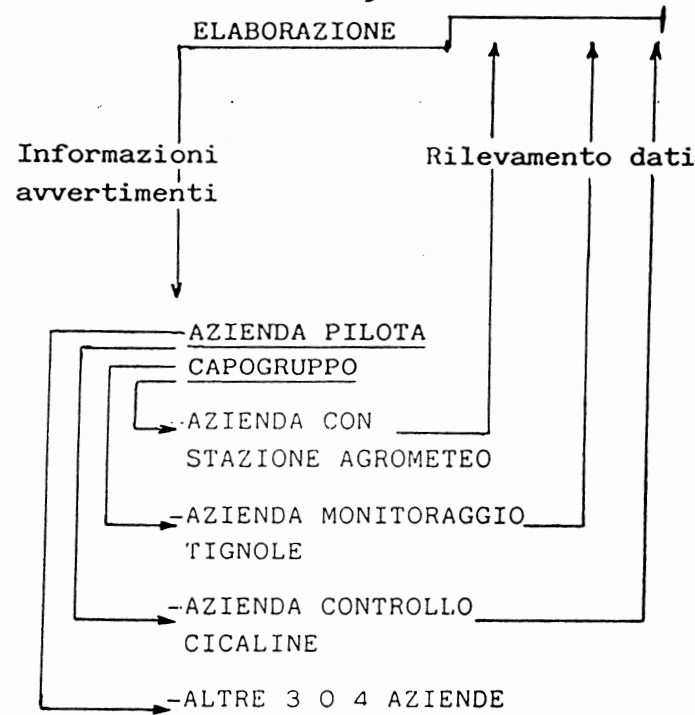 ELABORAZIONE
Informazioni
avvertimenti
Rilevamento dati
AZIENDA PILOTA
CAPOGRUPPO
-AZIENDA CON
STAZIONE AGROMETEO
-AZIENDA MONITORAGGIO
TIGNOLE
-AZIENDA CONTROLLO
CICALINE
-ALTRE 3 O 4 AZIENDE